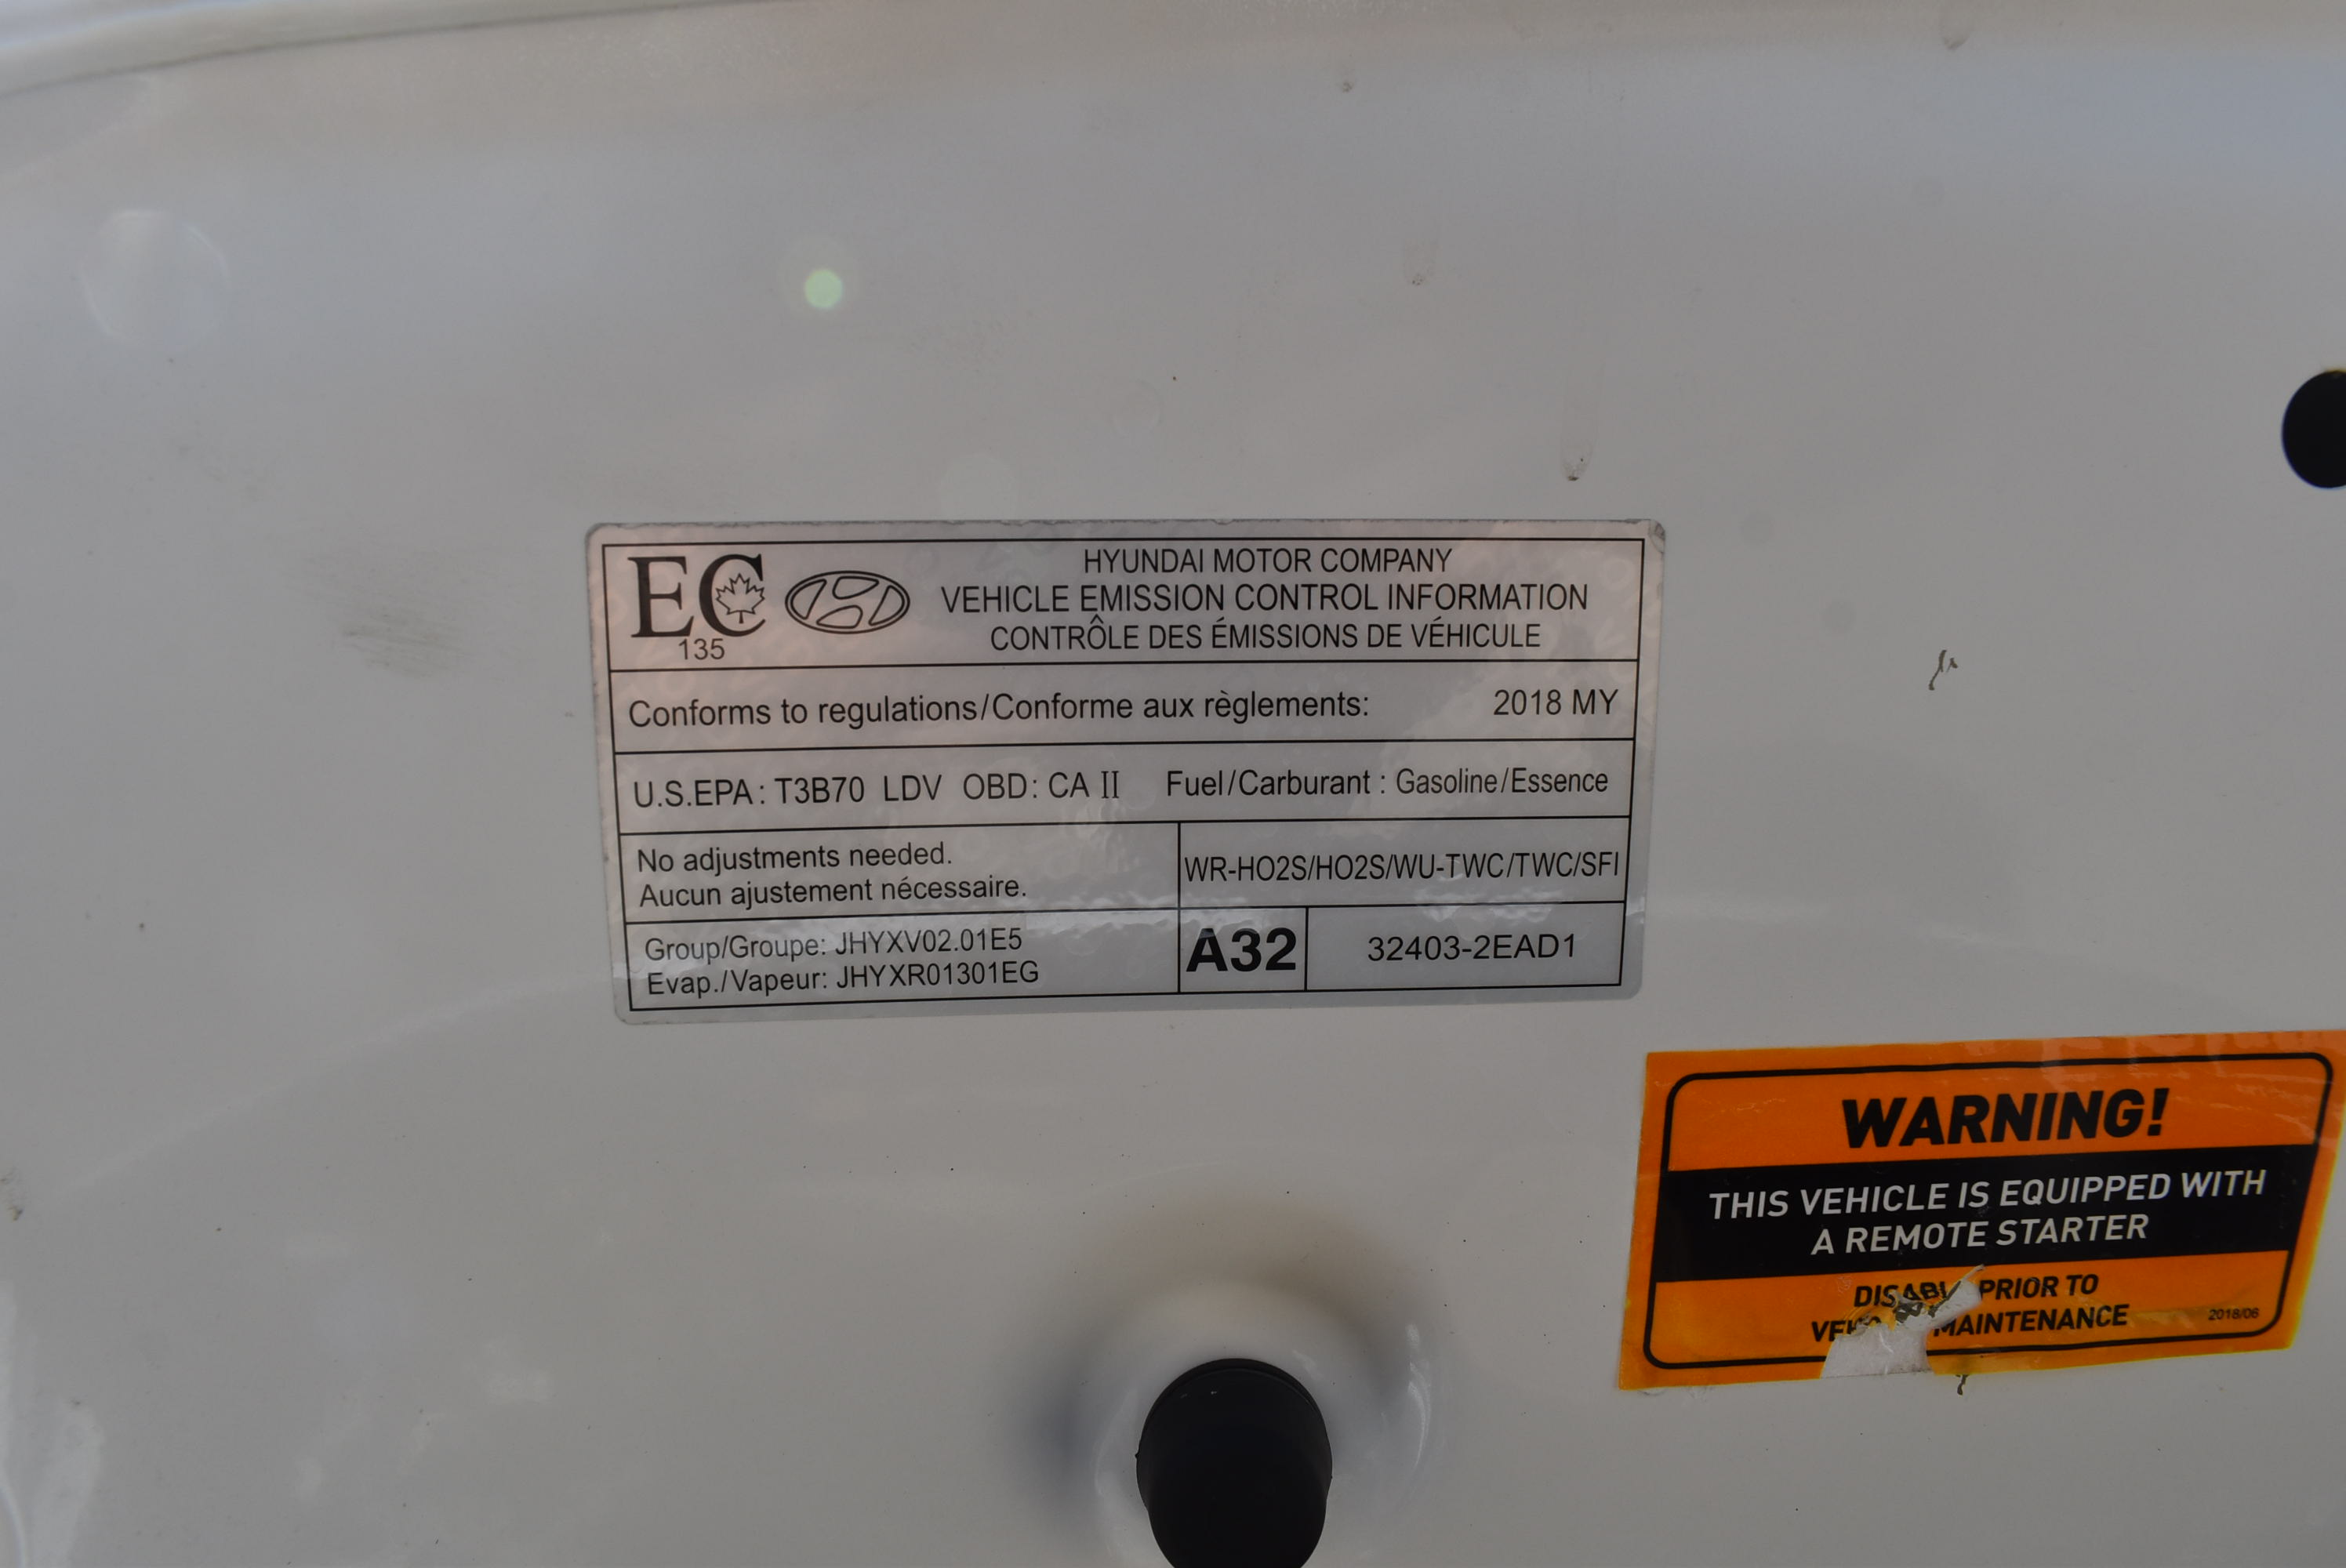 EC
135
HYUNDAI MOTOR COMPANY
VEHICLE EMISSION CONTROL INFORMATION
CONTRÔLE DES ÉMISSIONS DE VÉHICULE
Conforms to regulations/Conforme aux règlements: 2018 MY
U.S.EPA: T3B70 LDV OBD: CA II Fuel/Carburant : Gasoline/Essence
No adjustments needed.
Aucun ajustement nécessaire.
WR-HO2S/HO2S/WU-TWC/TWC/SFI
Group/Groupe: JHYXV02.01E5
Evap./Vapeur: JHYXR01301EG
A32
32403-2EAD1
WARNING!
THIS VEHICLE IS EQUIPPED WITH
A REMOTE STARTER
PRIOR TO
MAINTENANCE
2018/06